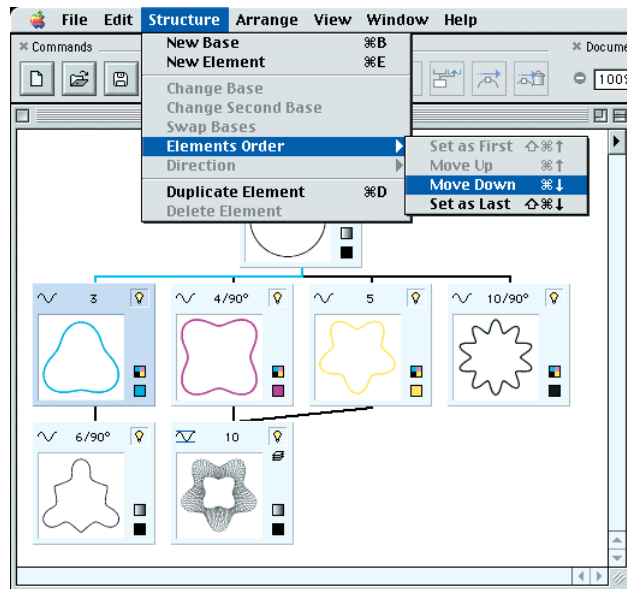 File Edit Structure Arrange View Window Help
Commands
Docume
100%
New Base ⌘B
New Element ⌘E
Change Base
Change Second Base
Swap Bases
Elements Order
Direction
Duplicate Element ⌘D
Delete Element
Set as First ⇧⌘↑
Move Up ⌘↑
Move Down ⌘↓
Set as Last ⇧⌘↓
3
4/90°
5
10/90°
6/90°
10